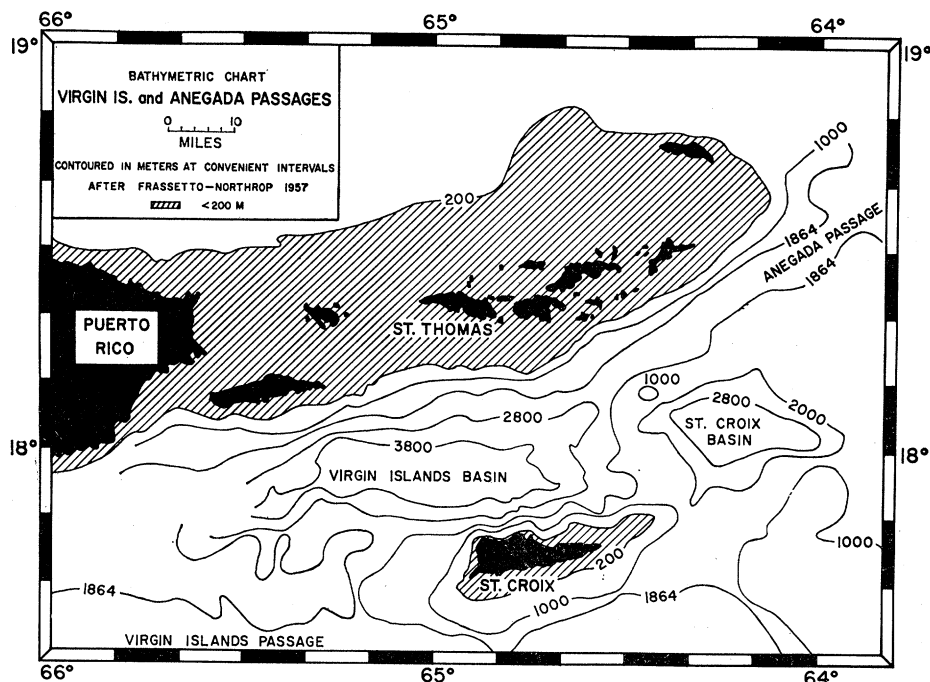 66°
65°
64°
19°
19°
BATHYMETRIC CHART
VIRGIN IS. and ANEGADA PASSAGES
0 10
MILES
CONTOURED IN METERS AT CONVENIENT INTERVALS
AFTER FRASSETTO–NORTHROP 1957
<200 M
1000
200
1864
ANEGADA PASSAGE
1864
PUERTO
RICO
ST. THOMAS
1000
2800
2000
2800
ST. CROIX
BASIN
18°
18°
3800
VIRGIN ISLANDS BASIN
1000
200
ST. CROIX
1864
1000
1864
VIRGIN ISLANDS PASSAGE
66°
65°
64°